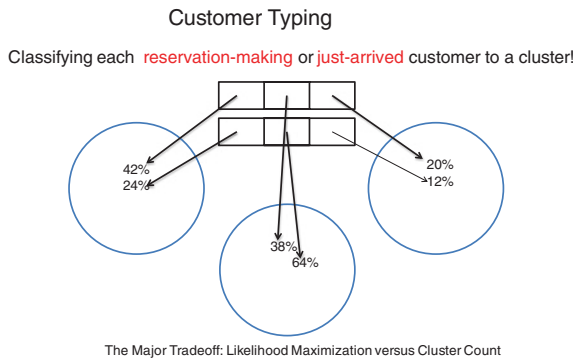 Customer Typing
Classifying each reservation-making or just-arrived customer to a cluster!
42%
24%
20%
12%
38%
64%
The Major Tradeoff: Likelihood Maximization versus Cluster Count